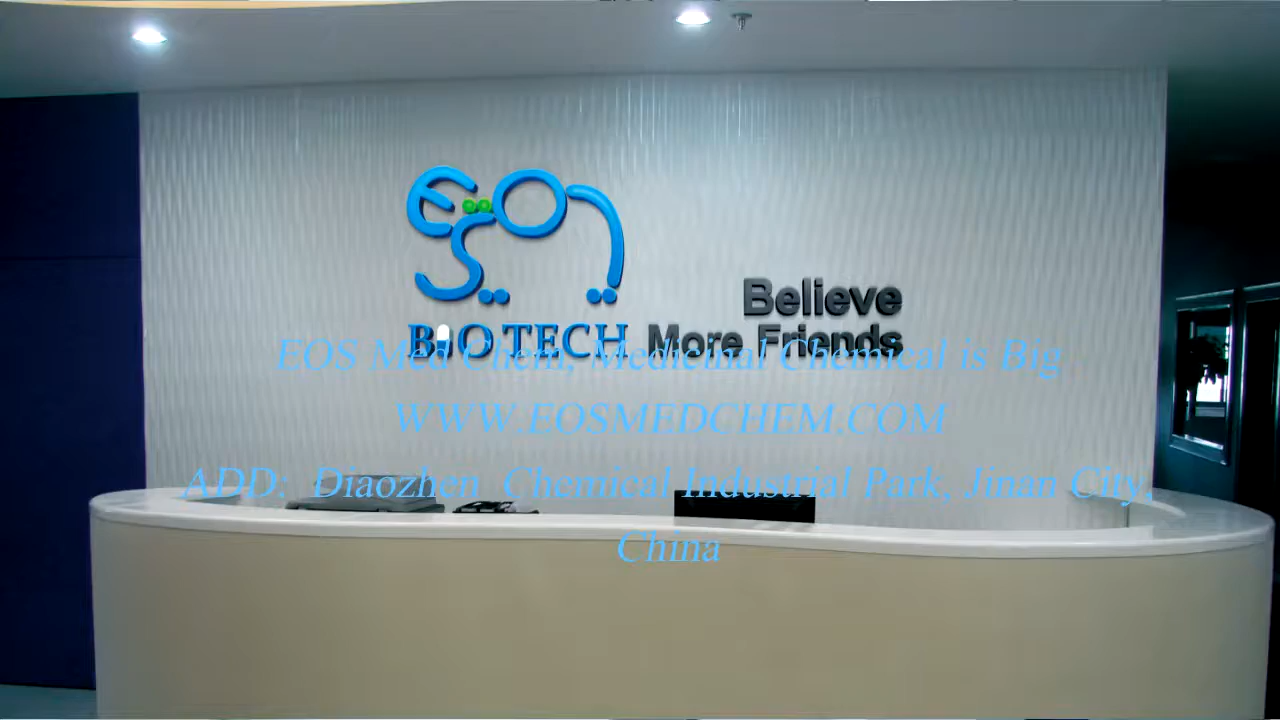 EOS
BIOTECH
Believe
More Friends
EOS Med Chem, Medicinal Chemical is Big
WWW.EOSMEDCHEM.COM
ADD: Diaozhen Chemical Industrial Park, Jinan City,
China